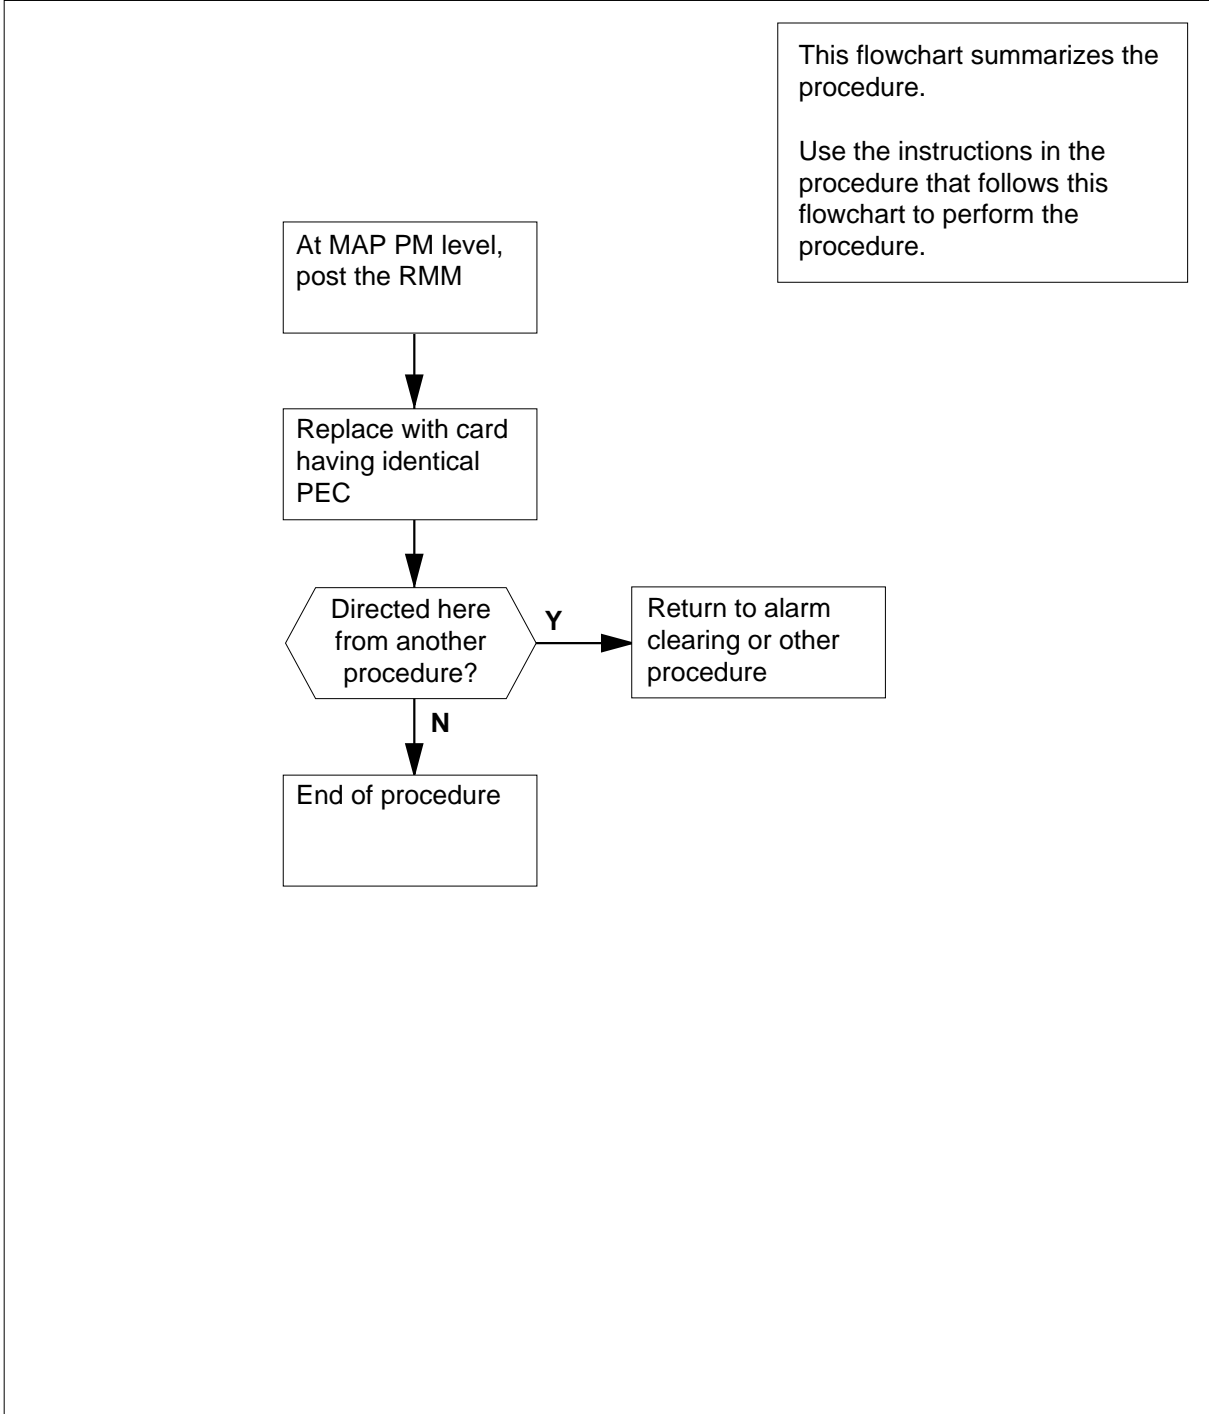 This flowchart summarizes the
procedure.
Use the instructions in the
procedure that follows this
flowchart to perform the
procedure.
At MAP PM level,
post the RMM
Replace with card
having identical
PEC
Directed here
from another
procedure?
Y
Return to alarm
clearing or other
procedure
N
End of procedure